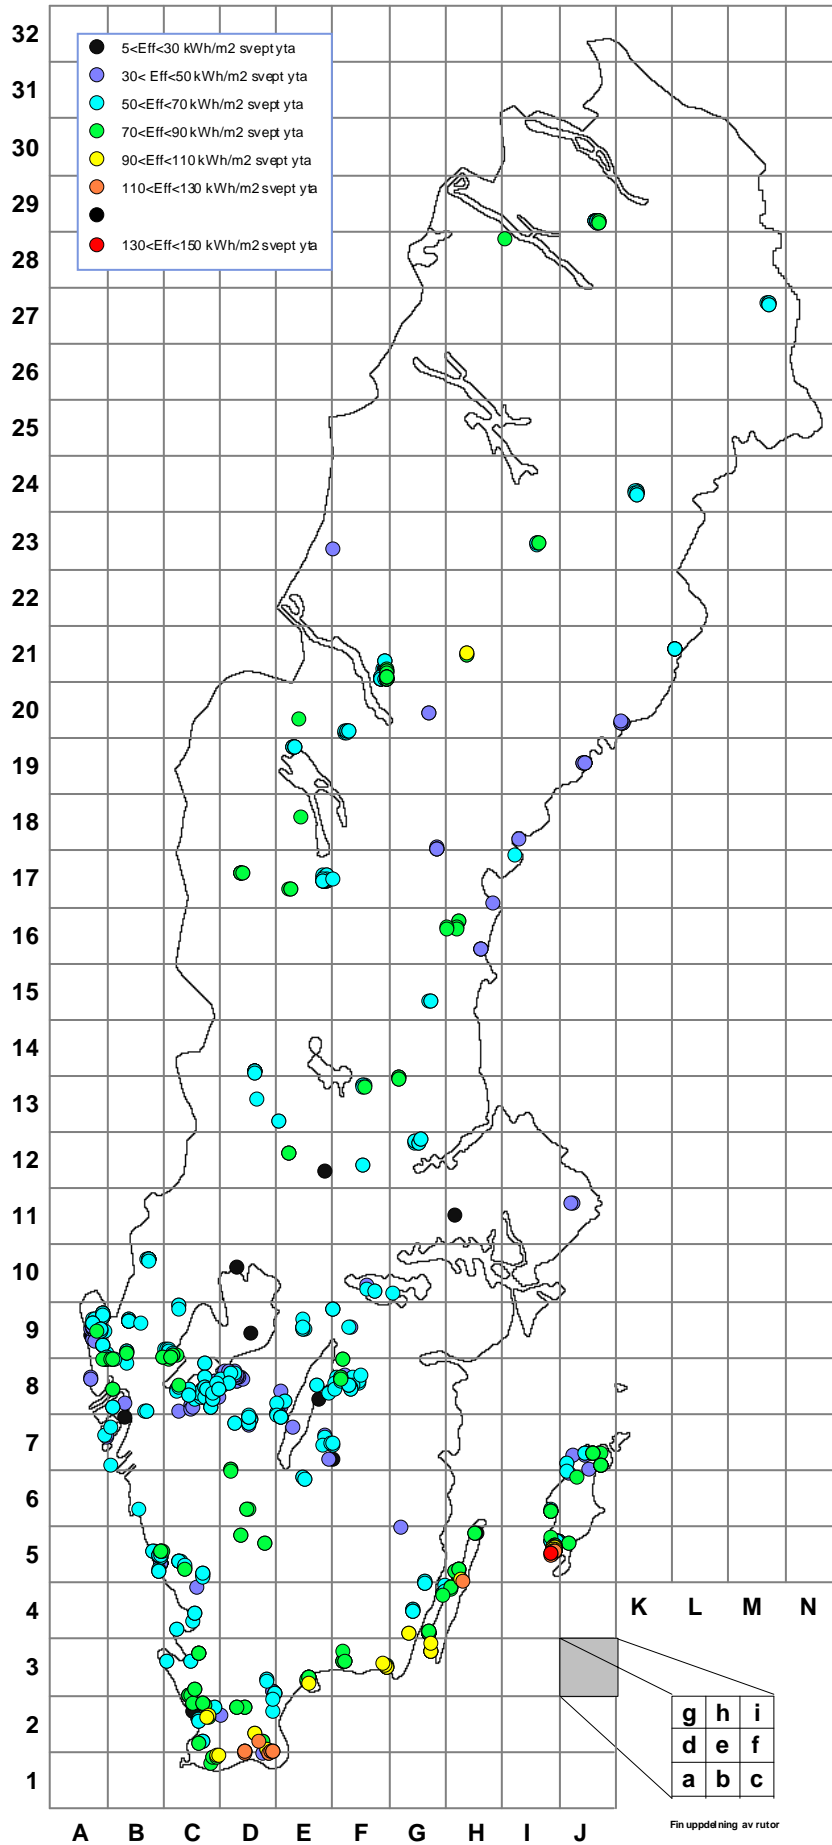 32
5<Eff<30 kWh/m2 svept yta
30< Eff<50 kWh/m2 svept yta
31
50<Eff<70 kWh/m2 svept yta
70<Eff<90 kWh/m2 svept yta
30
90<Eff<110 kWh/m2 svept yta
110<Eff<130 kWh/m2 svept yta
29
130<Eff<150 kWh/m2 svept yta
28
27
26
25
24
23
22
21
20
19
18
17
16
15
14
13
12
11
10
9
8
7
6
5
4
K L M N
3
2
g h i
d e f
a b c
1
Fin uppdelning av rutor
A B C D E F G H I J